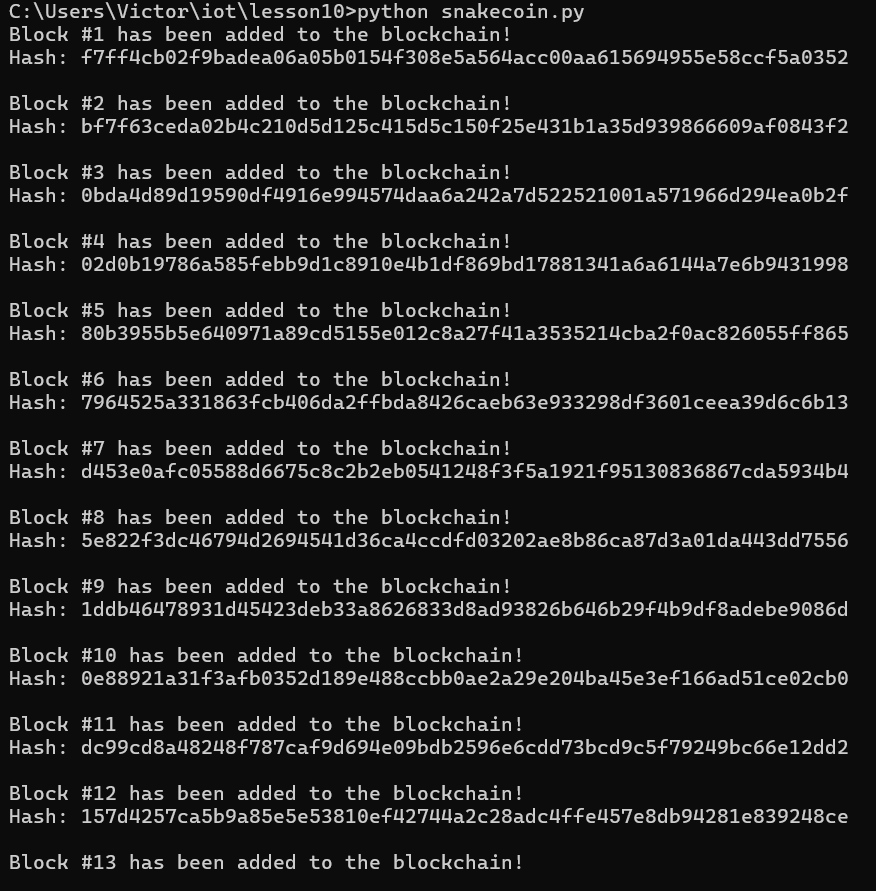 C:\Users\Victor\iot\lesson10>python snakecoin.py
Block #1 has been added to the blockchain!
Hash: f7ff4cb02f9badea06a05b0154f308e5a564acc00aa615694955e58ccf5a0352
Block #2 has been added to the blockchain!
Hash: bf7f63ceda02b4c210d5d125c415d5c150f25e431b1a35d939866609af0843f2
Block #3 has been added to the blockchain!
Hash: 0bda4d89d19590df4916e994574daa6a242a7d522521001a571966d294ea0b2f
Block #4 has been added to the blockchain!
Hash: 02d0b19786a585febb9d1c8910e4b1df869bd17881341a6a6144a7e6b9431998
Block #5 has been added to the blockchain!
Hash: 80b3955b5e640971a89cd5155e012c8a27f41a3535214cba2f0ac826055ff865
Block #6 has been added to the blockchain!
Hash: 7964525a331863fcb406da2ffbda8426caeb63e933298df3601ceea39d6c6b13
Block #7 has been added to the blockchain!
Hash: d453e0afc05588d6675c8c2b2eb0541248f3f5a1921f95130836867cda5934b4
Block #8 has been added to the blockchain!
Hash: 5e822f3dc46794d2694541d36ca4ccdfd03202ae8b86ca87d3a01da443dd7556
Block #9 has been added to the blockchain!
Hash: 1ddb46478931d45423deb33a8626833d8ad93826b646b29f4b9df8adebe9086d
Block #10 has been added to the blockchain!
Hash: 0e88921a31f3afb0352d189e488ccbb0ae2a29e204ba45e3ef166ad51ce02cb0
Block #11 has been added to the blockchain!
Hash: dc99cd8a48248f787caf9d694e09bdb2596e6cdd73bcd9c5f79249bc66e12dd2
Block #12 has been added to the blockchain!
Hash: 157d4257ca5b9a85e5e53810ef42744a2c28adc4ffe457e8db94281e839248ce
Block #13 has been added to the blockchain!